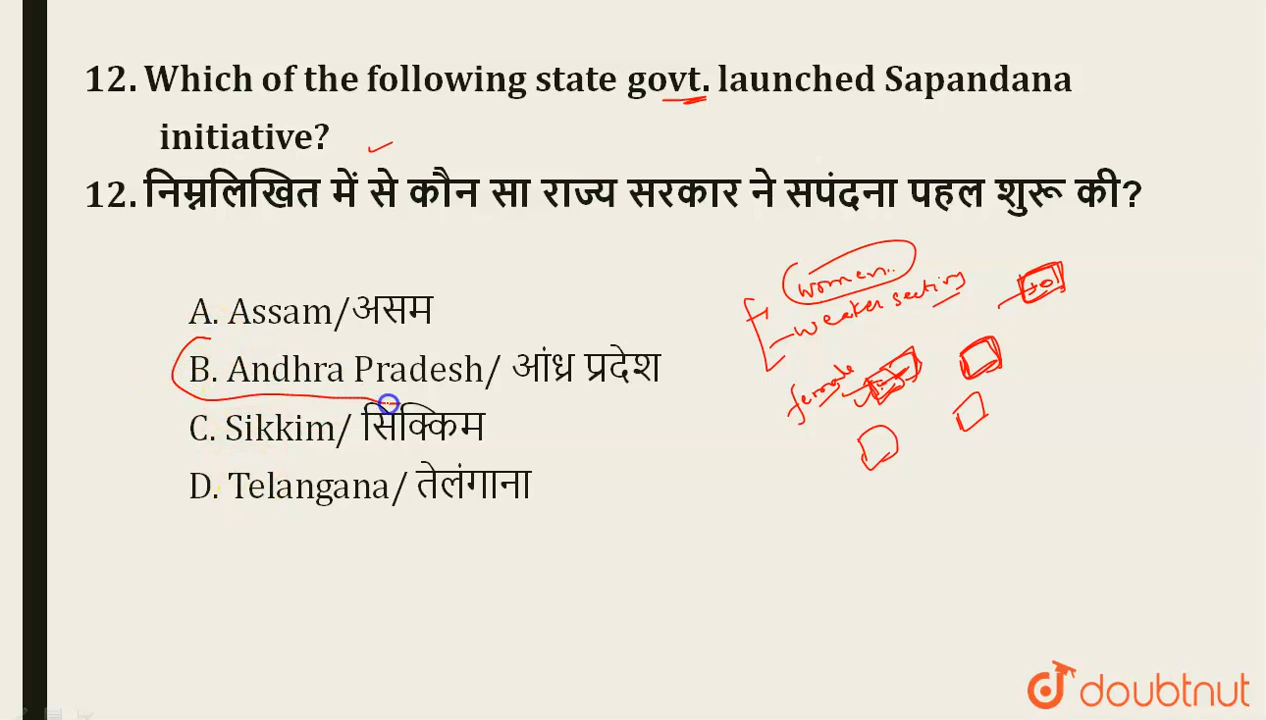 12. Which of the following state govt. launched Sapandana
initiative?
12. निम्नलिखित में से कौन सा राज्य सरकार ने सपंदना पहल शुरू की?
A. Assam/असम
B. Andhra Pradesh/ आंध्र प्रदेश
C. Sikkim/ सिक्किम
D. Telangana/ तेलंगाना
women..
weaker section
female
doubtnut